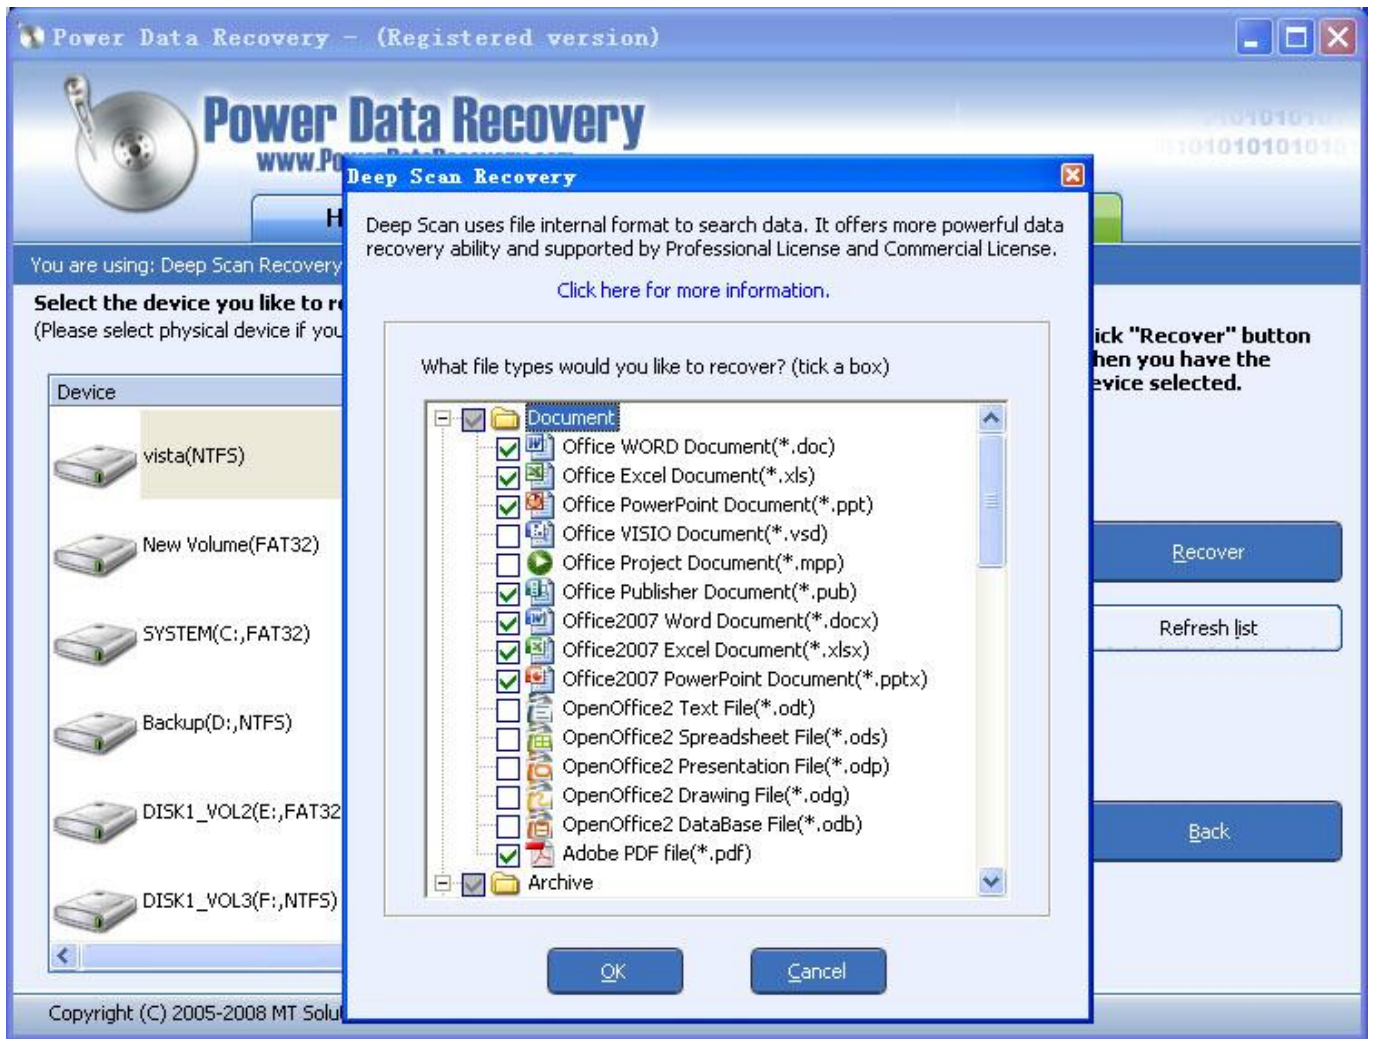 Power Data Recovery - (Registered version)
Power Data Recovery
www.PowerDataRecovery.com
01010101
1010101010
H
You are using: Deep Scan Recovery
Select the device you like to re
(Please select physical device if you
Device
vista(NTFS)
New Volume(FAT32)
SYSTEM(C:,FAT32)
Backup(D:,NTFS)
DISK1_VOL2(E:,FAT32
DISK1_VOL3(F:,NTFS)
Copyright (C) 2005-2008 MT Solut
Deep Scan Recovery
Deep Scan uses file internal format to search data. It offers more powerful data
recovery ability and supported by Professional License and Commercial License.
Click here for more information.
What file types would you like to recover? (tick a box)
Document
Office WORD Document(*.doc)
Office Excel Document(*.xls)
Office PowerPoint Document(*.ppt)
Office VISIO Document(*.vsd)
Office Project Document(*.mpp)
Office Publisher Document(*.pub)
Office2007 Word Document(*.docx)
Office2007 Excel Document(*.xlsx)
Office2007 PowerPoint Document(*.pptx)
OpenOffice2 Text File(*.odt)
OpenOffice2 Spreadsheet File(*.ods)
OpenOffice2 Presentation File(*.odp)
OpenOffice2 Drawing File(*.odg)
OpenOffice2 DataBase File(*.odb)
Adobe PDF file(*.pdf)
Archive
OK
Cancel
ick "Recover" button
hen you have the
evice selected.
Recover
Refresh list
Back